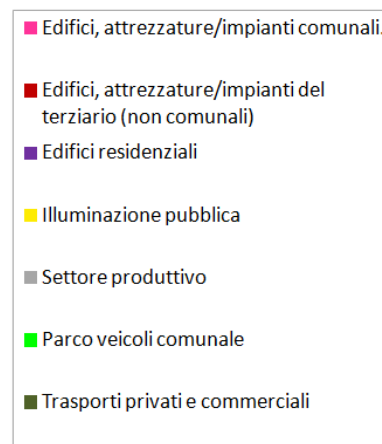 Edifici, attrezzature/impianti comunali.
Edifici, attrezzature/impianti del
terziario (non comunali)
Edifici residenziali
Illuminazione pubblica
Settore produttivo
Parco veicoli comunale
Trasporti privati e commerciali